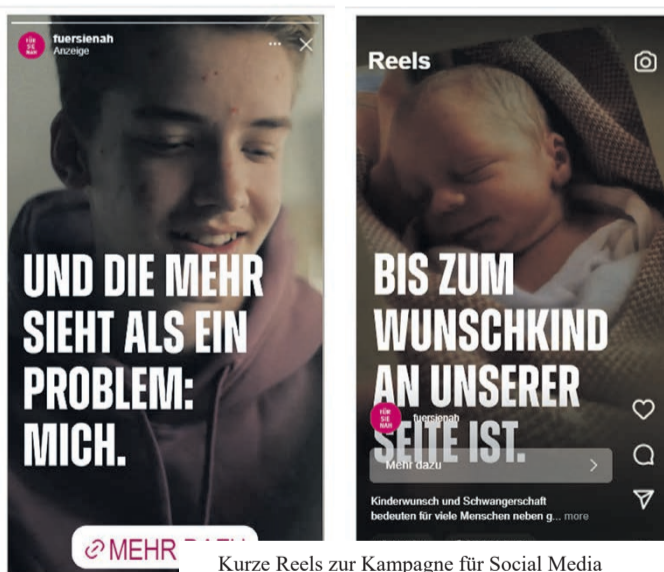 FÜR
SIE
NAH
fuersienah
Anzeige
UND DIE MEHR
SIEHT ALS EIN
PROBLEM:
MICH.
MEHR
Reels
BIS ZUM
WUNSCHKIND
AN UNSERER
SEITE IST.
FÜR
SIE
NAH
fuersienah
Mehr dazu
Kinderwunsch und Schwangerschaft
bedeuten für viele Menschen neben g... more
Kurze Reels zur Kampagne für Social Media